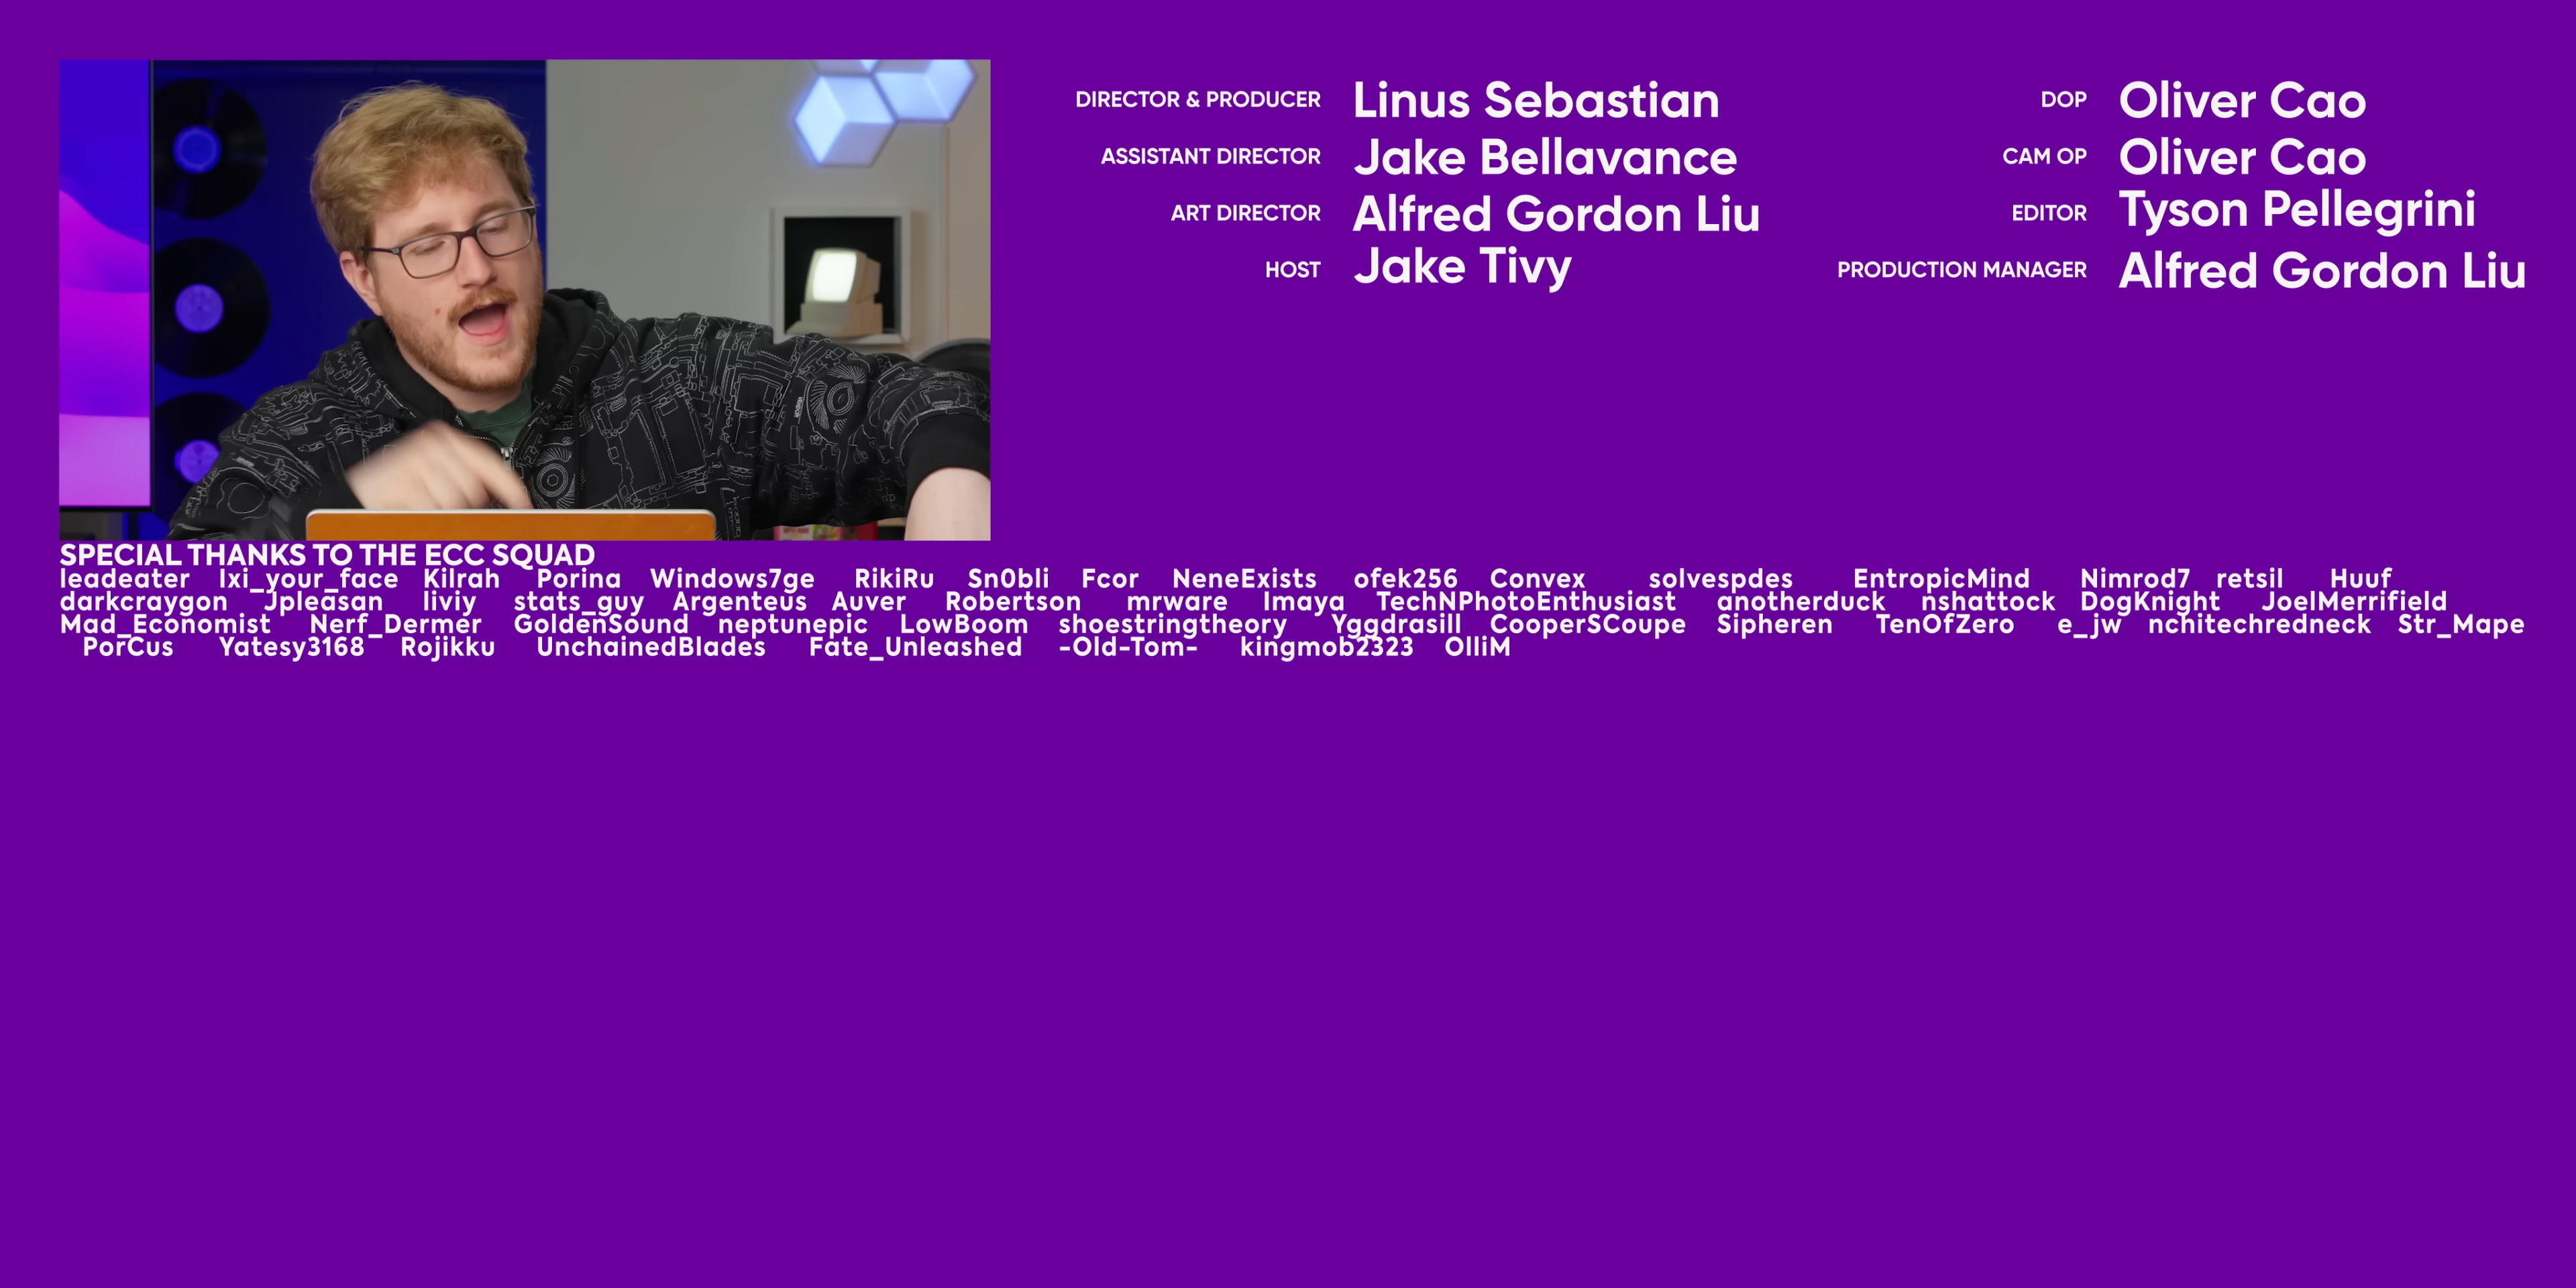 DIRECTOR & PRODUCER Linus Sebastian
ASSISTANT DIRECTOR Jake Bellavance
ART DIRECTOR Alfred Gordon Liu
HOST Jake Tivy
DOP Oliver Cao
CAM OP Oliver Cao
EDITOR Tyson Pellegrini
PRODUCTION MANAGER Alfred Gordon Liu
SPECIAL THANKS TO THE ECC SQUAD
leadeater Ixi_your_face Kilrah Porina Windows7ge RikiRu Sn0bli Fcor NeneExists ofek256 Convex solvespdes EntropicMind Nimrod7 retsil Huuf
darkcraygon Jpleasan liviy stats_guy Argenteus Auver Robertson mrware Imaya TechNPhotoEnthusiast anotherduck nshattock DogKnight JoelMerrifield
Mad_Economist Nerf_Dermer GoldenSound neptunepic LowBoom shoestringtheory Yggdrasill CooperSCoupe Sipheren TenOfZero e_jw nchitechredneck Str_Mape
PorCus Yatesy3168 Rojikku UnchainedBlades Fate_Unleashed -Old-Tom- kingmob2323 OlliM